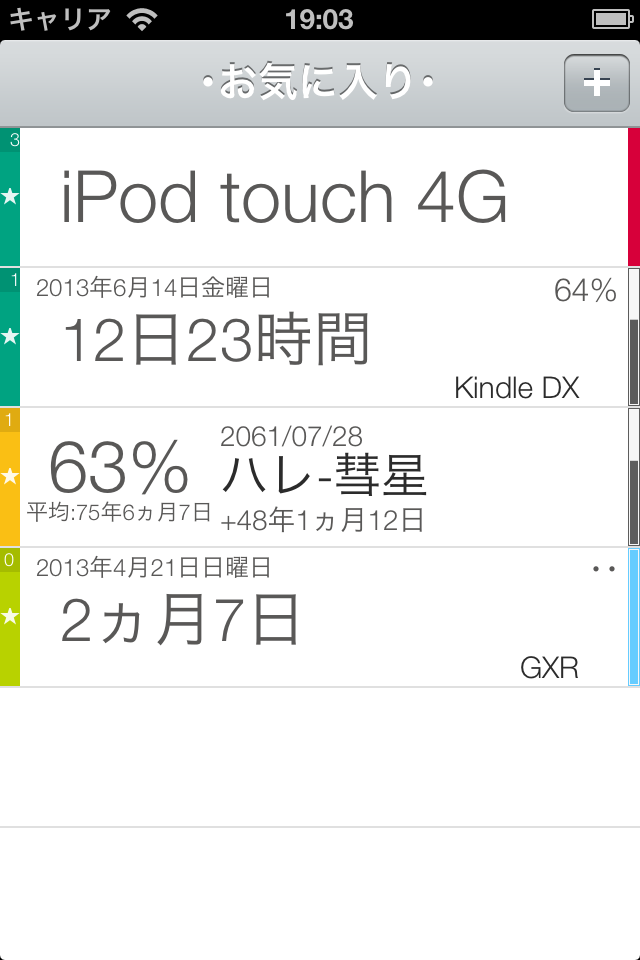 キャリア 19:03
・お気に入り・
+
3
iPod touch 4G
1
2013年6月14日金曜日 64%
12日23時間
Kindle DX
1
63%
平均:75年6ヵ月7日
2061/07/28
ハレ-彗星
+48年1ヵ月12日
0
2013年4月21日日曜日 ・・
2ヵ月7日
GXR